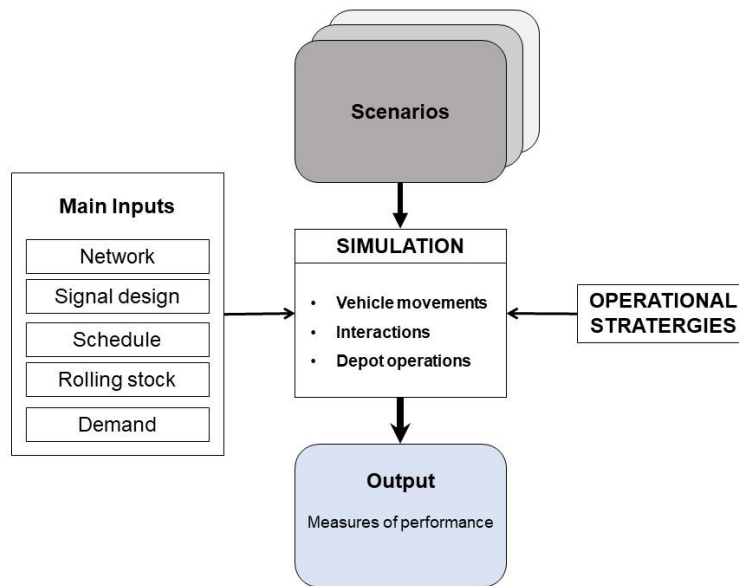 Scenarios
Main Inputs
Network
Signal design
Schedule
Rolling stock
Demand
SIMULATION
• Vehicle movements
• Interactions
• Depot operations
OPERATIONAL
STRATERGIES
Output
Measures of performance